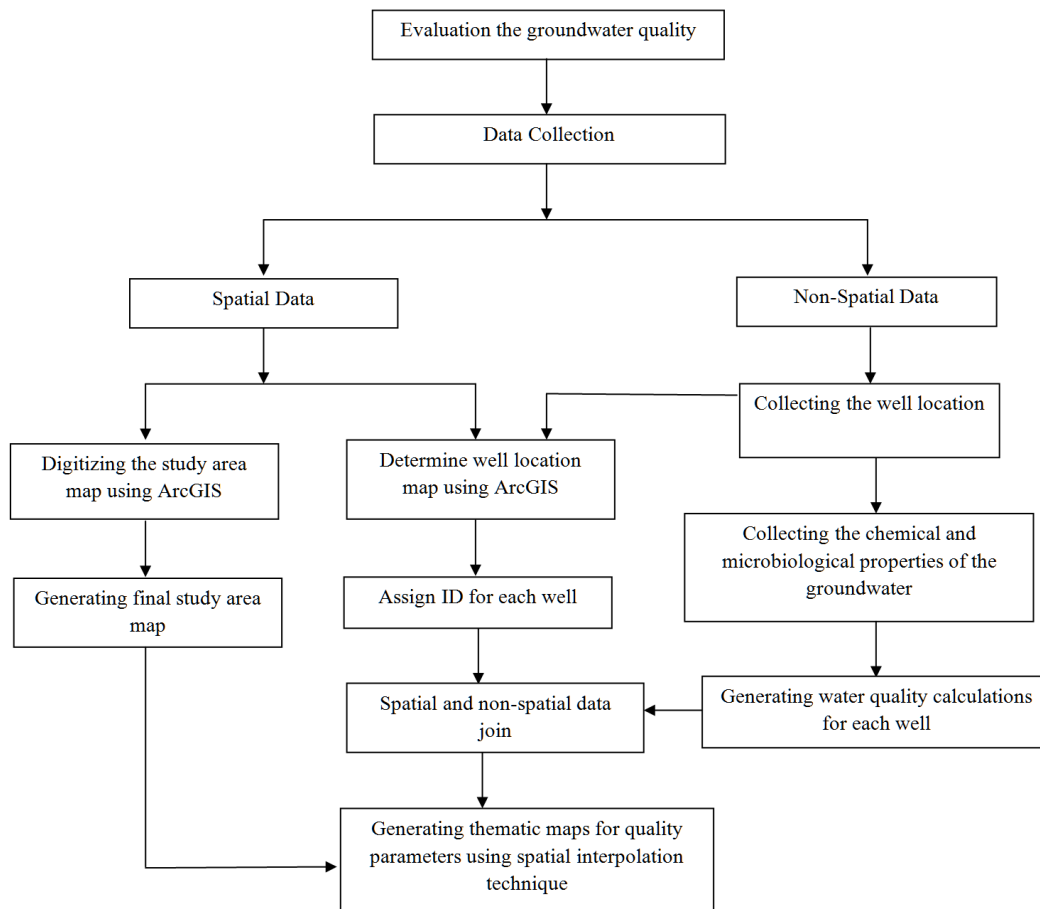 Evaluation the groundwater quality
Data Collection
Spatial Data
Non-Spatial Data
Collecting the well location
Digitizing the study area
map using ArcGIS
Determine well location
map using ArcGIS
Collecting the chemical and
microbiological properties of the
groundwater
Generating final study area
map
Assign ID for each well
Spatial and non-spatial data
join
Generating water quality calculations
for each well
Generating thematic maps for quality
parameters using spatial interpolation
technique